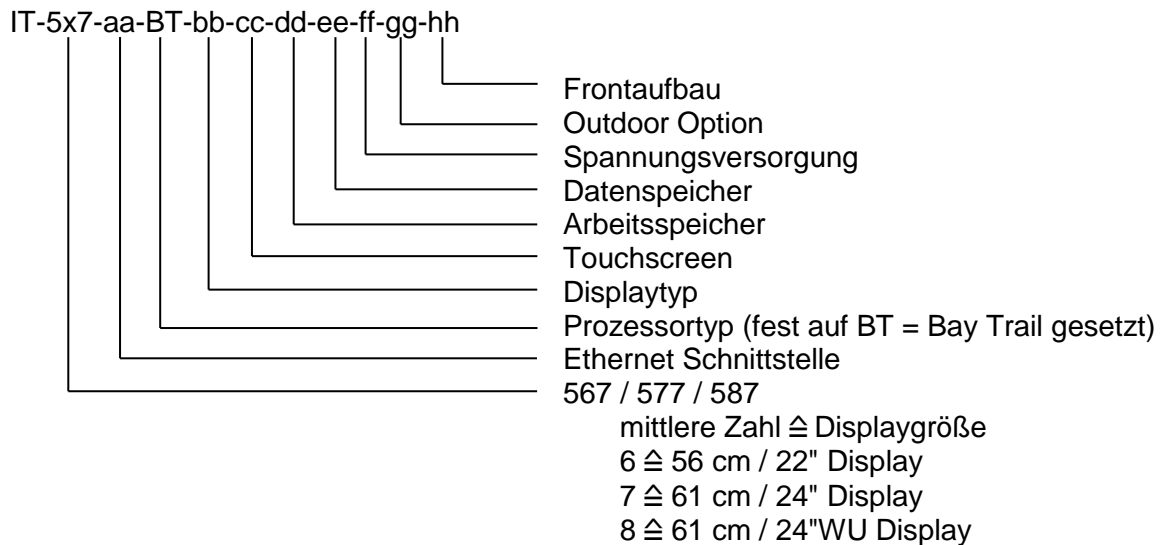 IT-5x7-aa-BT-bb-cc-dd-ee-ff-gg-hh
Frontaufbau
Outdoor Option
Spannungsversorgung
Datenspeicher
Arbeitsspeicher
Touchscreen
Displaytyp
Prozessortyp (fest auf BT = Bay Trail gesetzt)
Ethernet Schnittstelle
567 / 577 / 587
mittlere Zahl ≙ Displaygröße
6 ≙ 56 cm / 22" Display
7 ≙ 61 cm / 24" Display
8 ≙ 61 cm / 24"WU Display